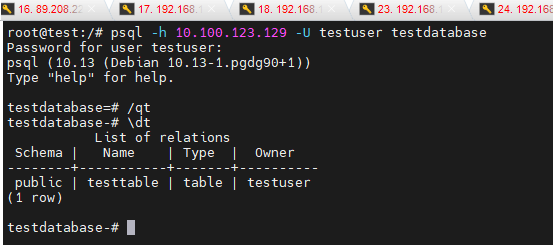 16. 89.208.22
17. 192.168.1
18. 192.168.1
23. 192.168.1
24. 192.168.
root@test:/# psql -h 10.100.123.129 -U testuser testdatabase
Password for user testuser:
psql (10.13 (Debian 10.13-1.pgdg90+1))
Type "help" for help.
testdatabase=# /qt
testdatabase-# \dt
List of relations
Schema |   Name    | Type  |  Owner
--------+-----------+-------+----------
public | testtable | table | testuser
(1 row)
testdatabase-#